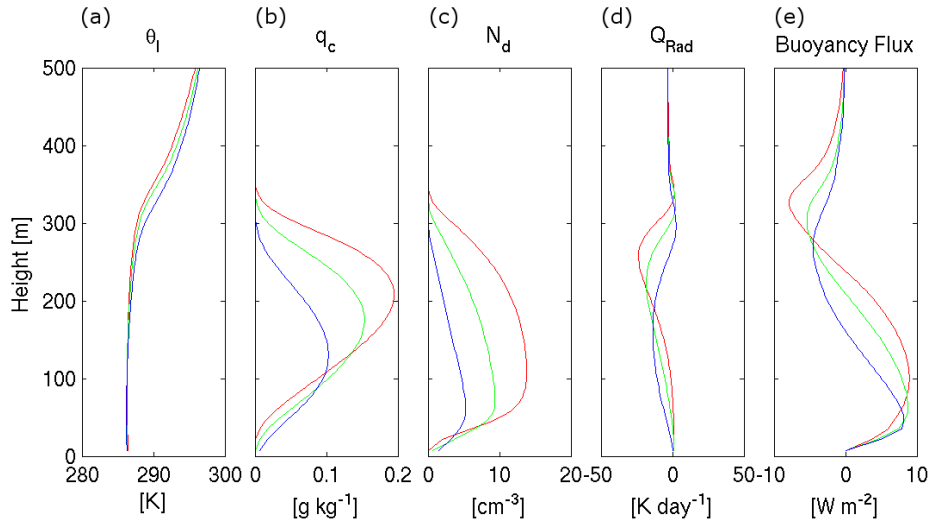 (a) (b) (c) (d) (e)
θl qc Nd QRad Buoyancy Flux
500
400
300
200
100
0
Height [m]
280 290 300 0 0.1 0.2 0 10 20 -50 0 50 -10 0 10
[K] [g kg-1] [cm-3] [K day-1] [W m-2]